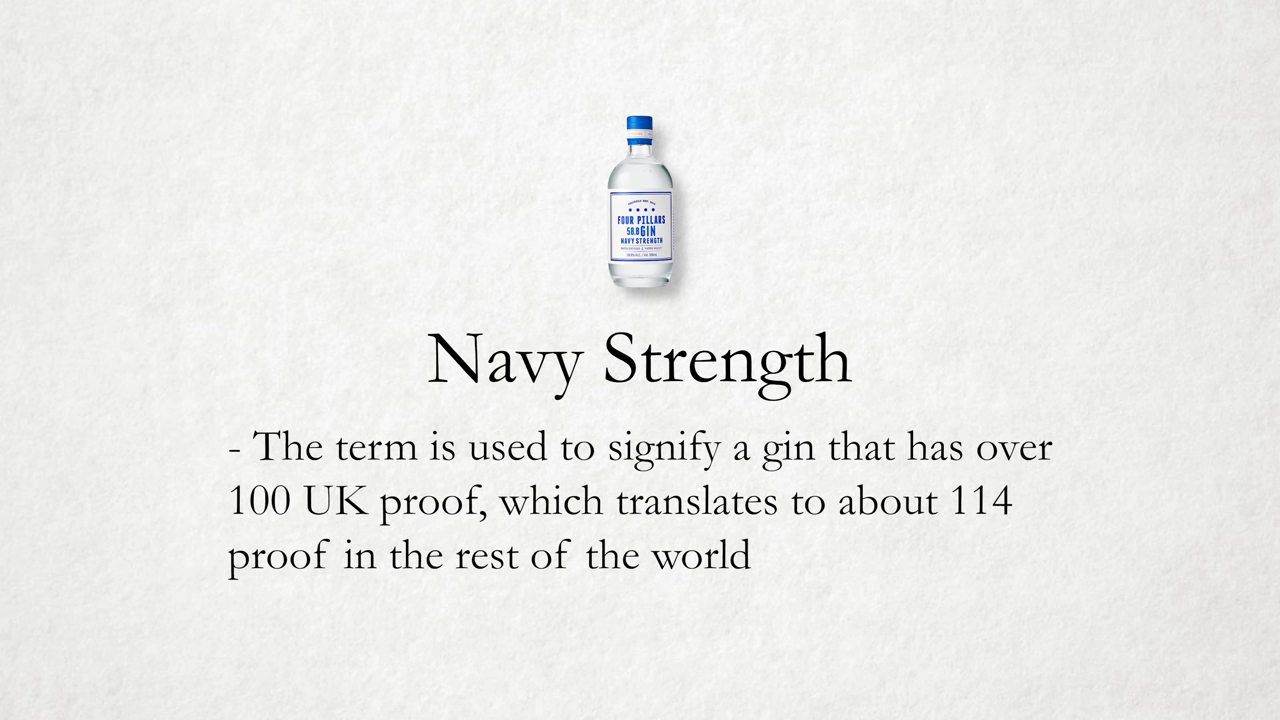 FOUR PILLARS
58.8 GIN
NAVY STRENGTH
Navy Strength
- The term is used to signify a gin that has over
100 UK proof, which translates to about 114
proof in the rest of the world